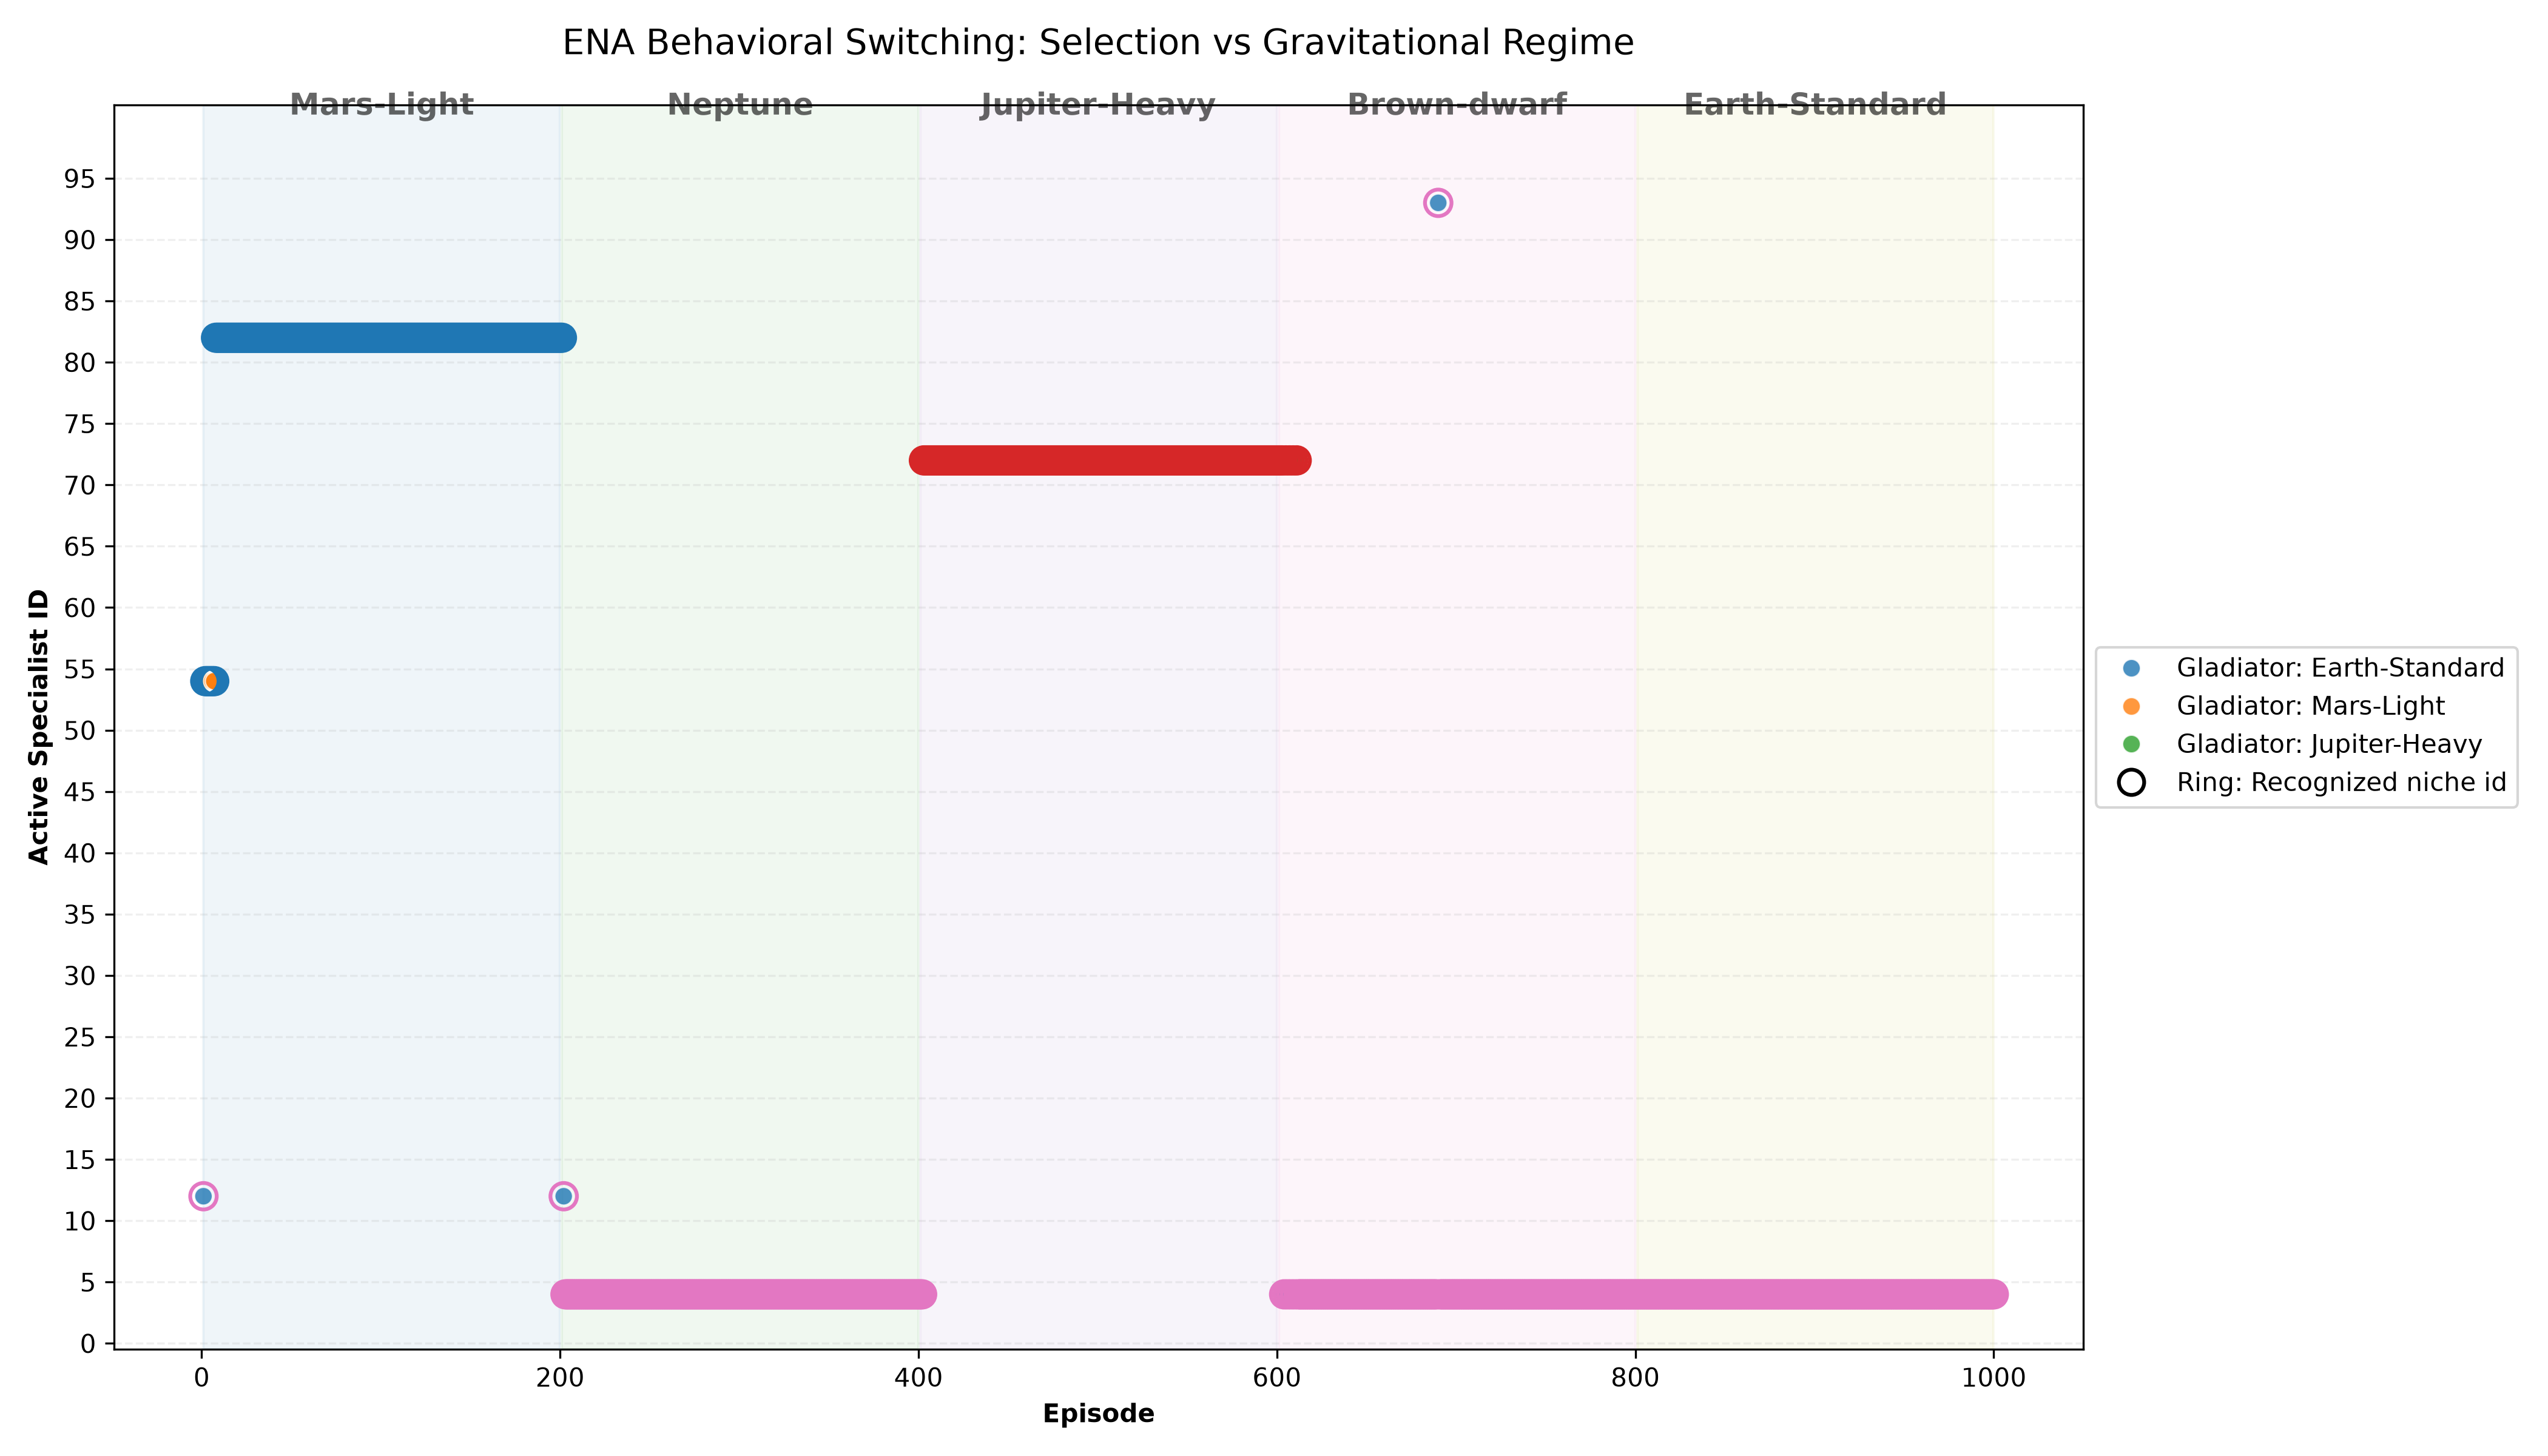 ENA Behavioral Switching: Selection vs Gravitational Regime
Mars-Light Neptune Jupiter-Heavy Brown-dwarf Earth-Standard
95
90
85
80
75
70
65
60
55
50
45
40
35
30
25
20
15
10
5
0
Active Specialist ID
0 200 400 600 800 1000
Episode
Gladiator: Earth-Standard
Gladiator: Mars-Light
Gladiator: Jupiter-Heavy
Ring: Recognized niche id